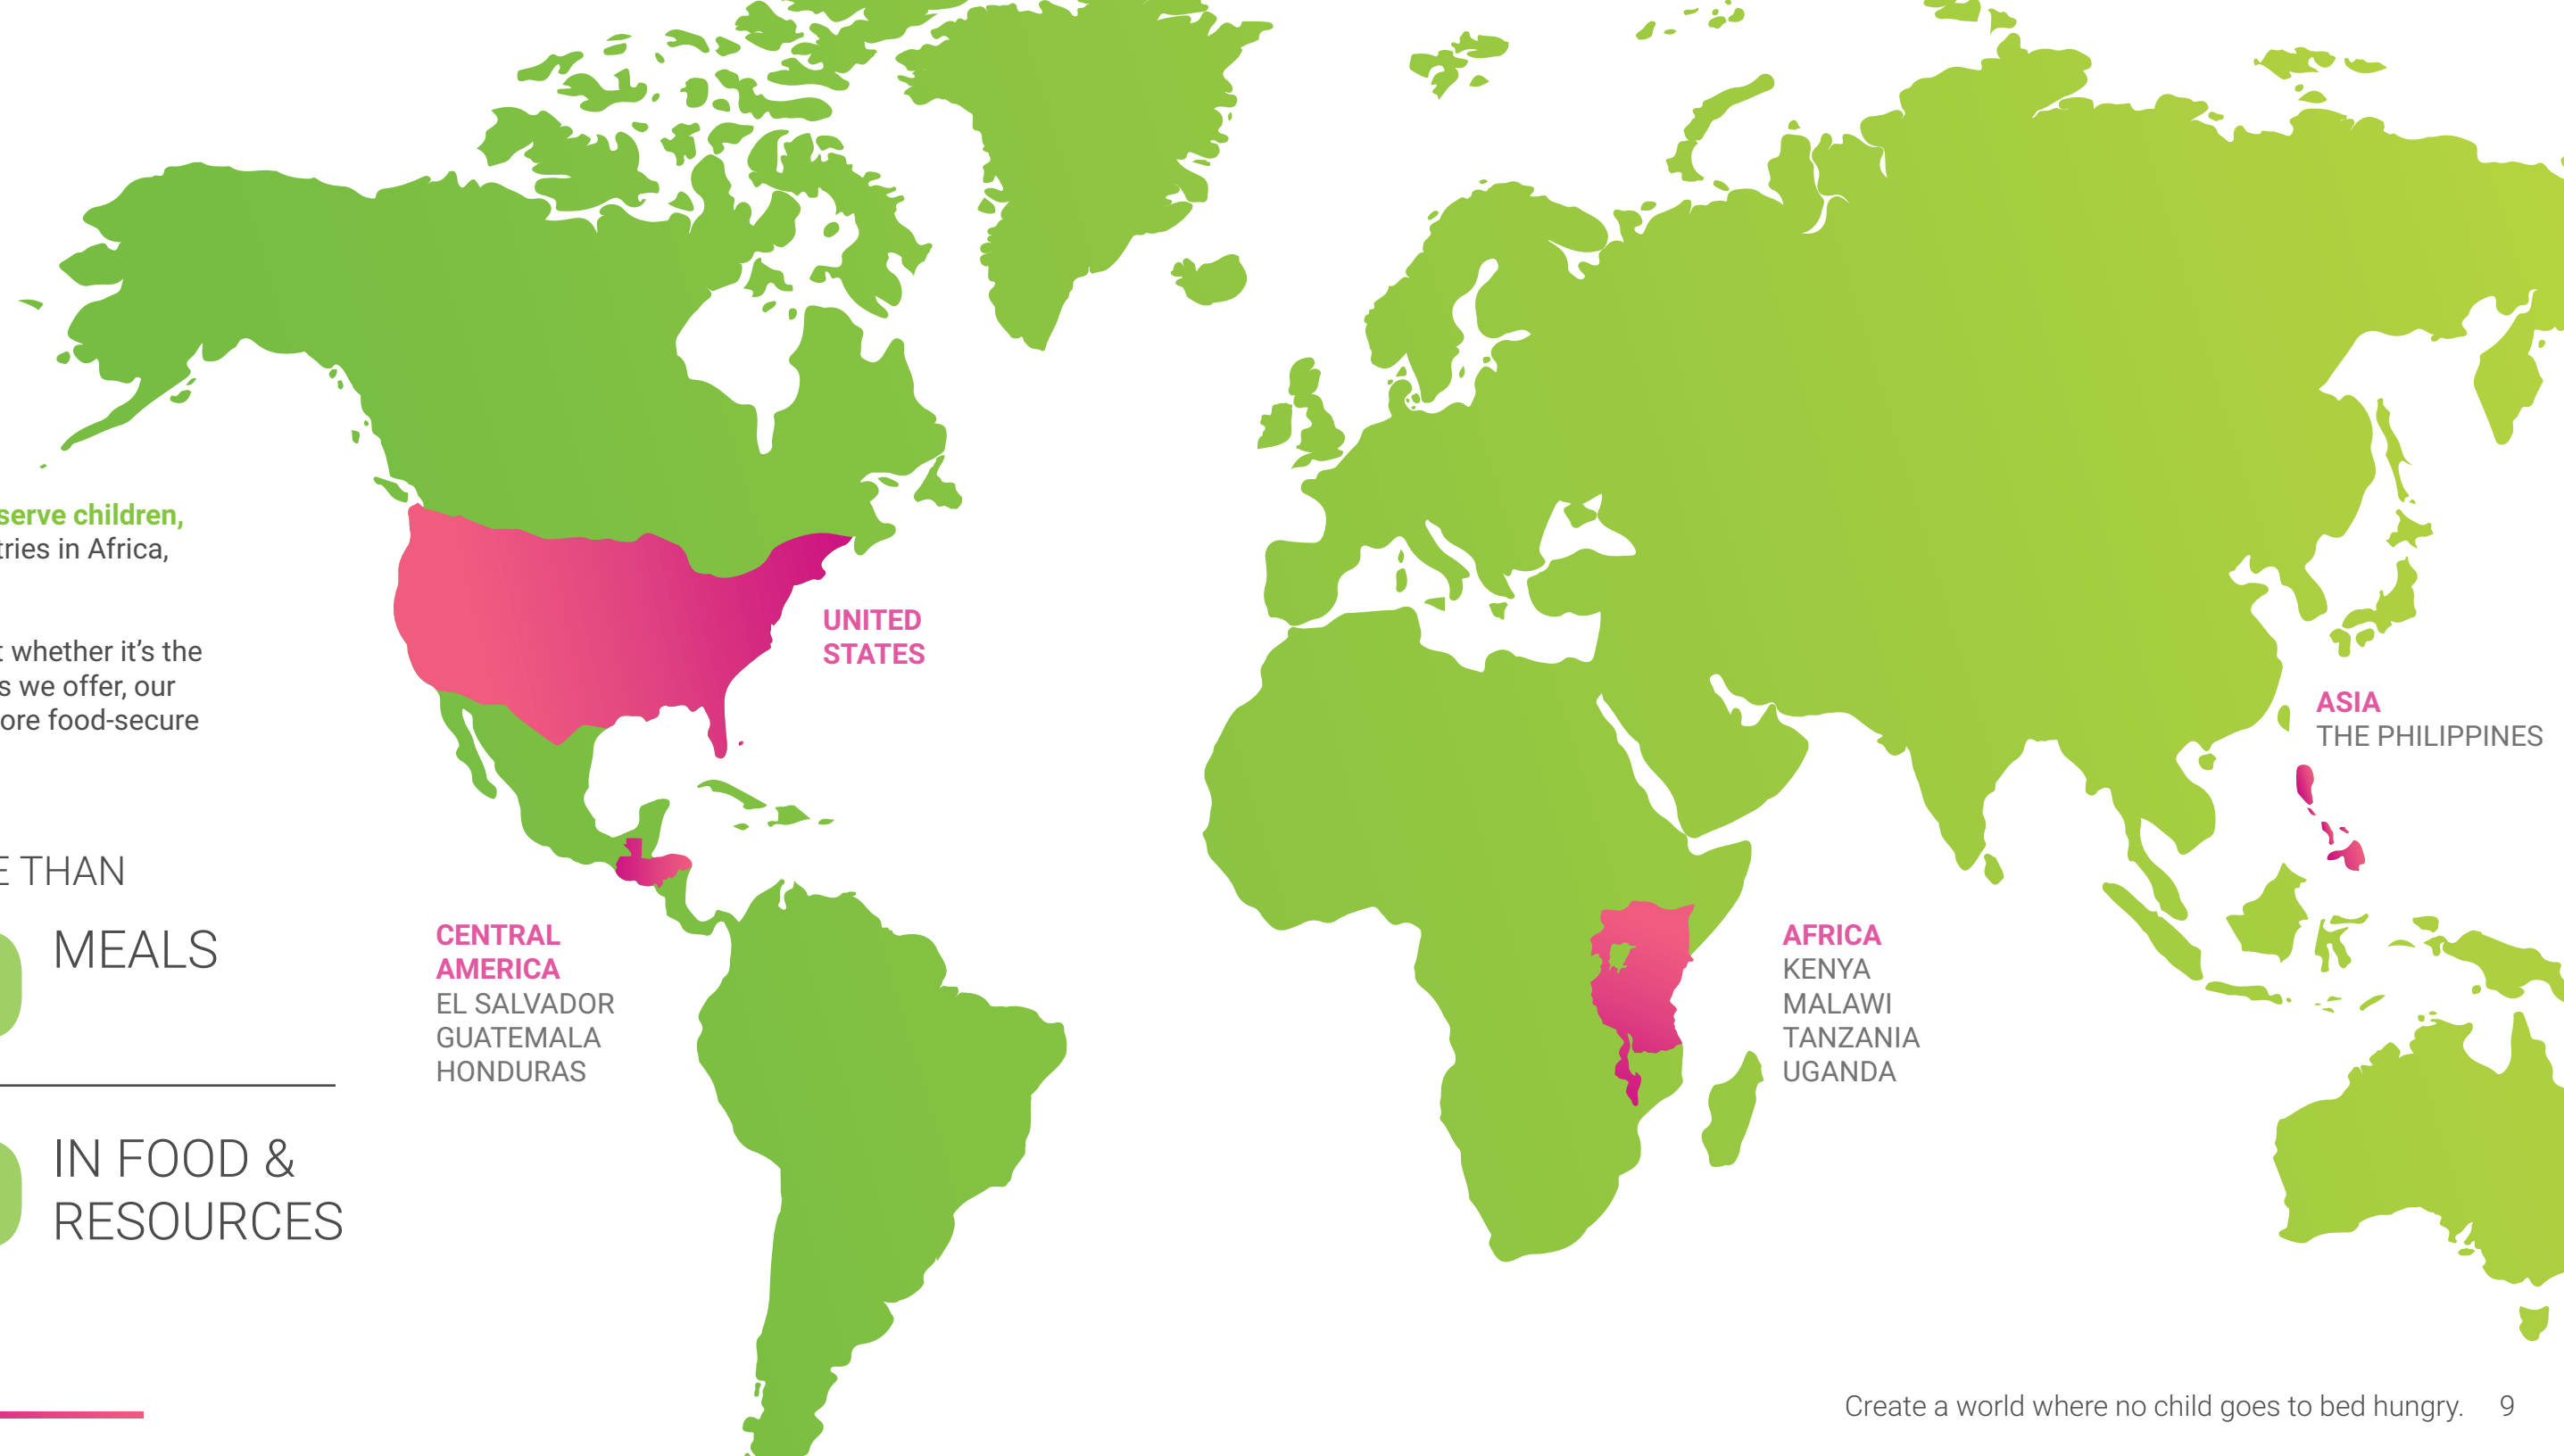 serve children,
tries in Africa,
whether it's the
s we offer, our
ore food-secure
E THAN
MEALS
IN FOOD &
RESOURCES
UNITED
STATES
CENTRAL
AMERICA
EL SALVADOR
GUATEMALA
HONDURAS
AFRICA
KENYA
MALAWI
TANZANIA
UGANDA
ASIA
THE PHILIPPINES
Create a world where no child goes to bed hungry. 9